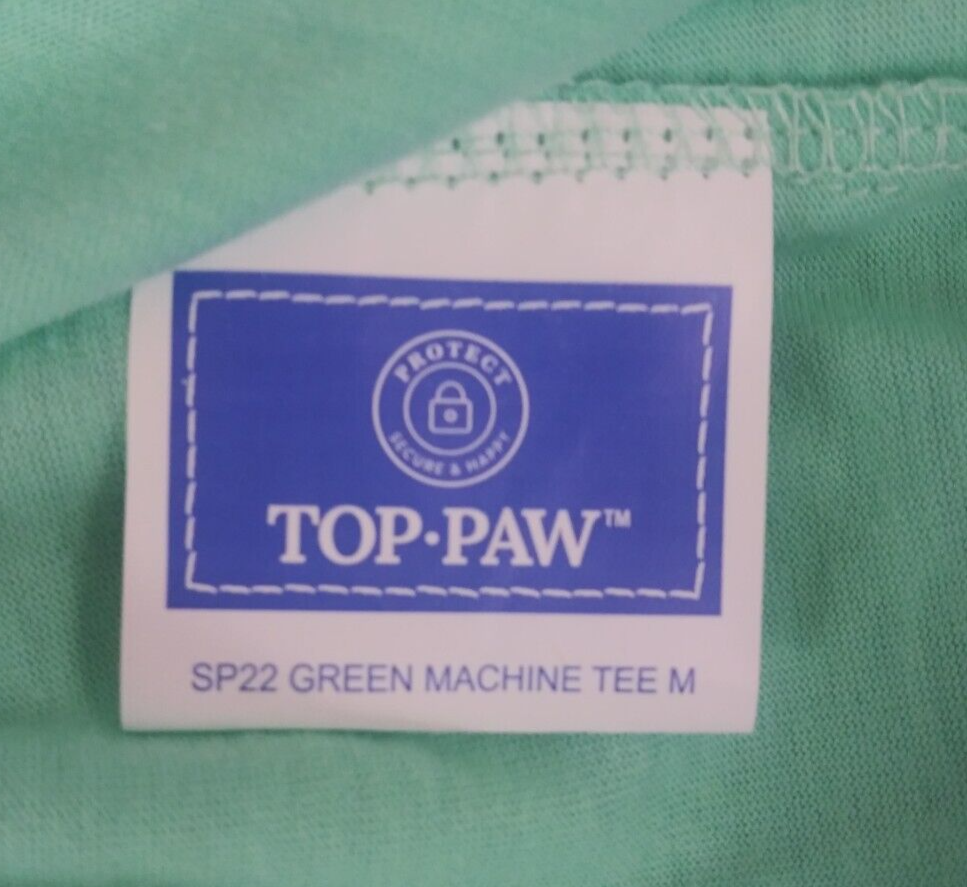 PROTECT
SECURE & HAPPY
TOP·PAW™
SP22 GREEN MACHINE TEE M